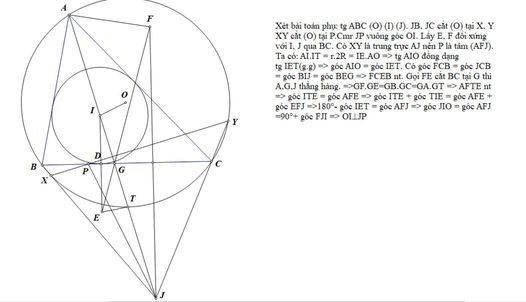 Xét bài toán phụ: tg ABC (O) (I) (J). JB, JC cắt (O) tại X, Y
XY cắt (O) tại P.Cmr JP vuông góc OI. Lấy E, F đối xứng
với I, J qua BC. Có XY là trung trực AJ nên P là tâm (AFJ).
Ta có: AI.IT = r.2R = IE.AO => tg AIO đồng dạng
tg IET(g.g) => góc AIO = góc IET. Có góc FCB = góc JCB
= góc BIJ = góc BEG => FCEB nt. Gọi FE cắt BC tại G thì
A,G,J thẳng hàng. =>GF.GE=GB.GC=GA.GT => AFTE nt
=> góc ITE = góc AFE => góc ITE + góc TIE = góc AFE +
góc EFJ =>180°- góc IET = góc AFJ => góc JIO = góc AFJ
=90°+ góc FJI => OI⊥JP
A
F
O
I
Y
D
B
P
G
C
X
T
E
J